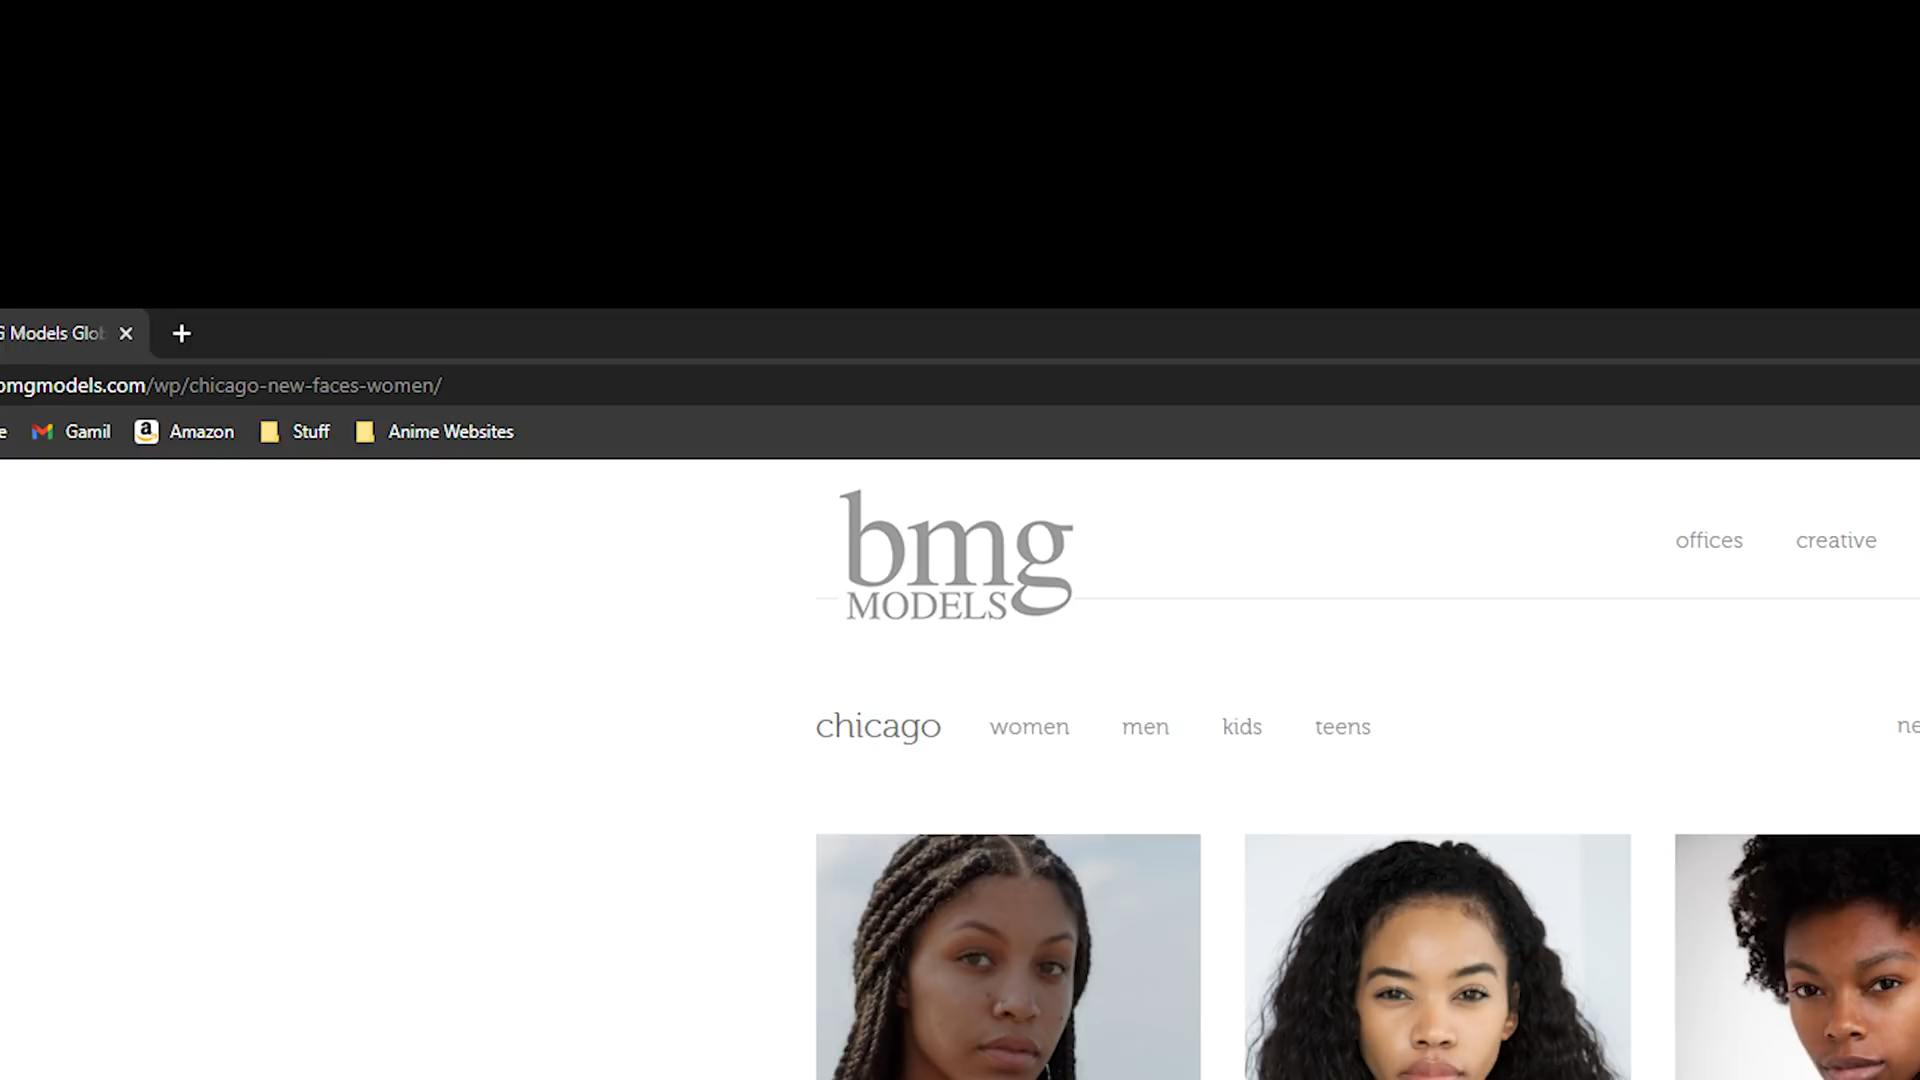 G Models Glob
bmgmodels.com/wp/chicago-new-faces-women/
e Gamil Amazon Stuff Anime Websites
bmg
MODELS
offices creative
chicago women men kids teens ne